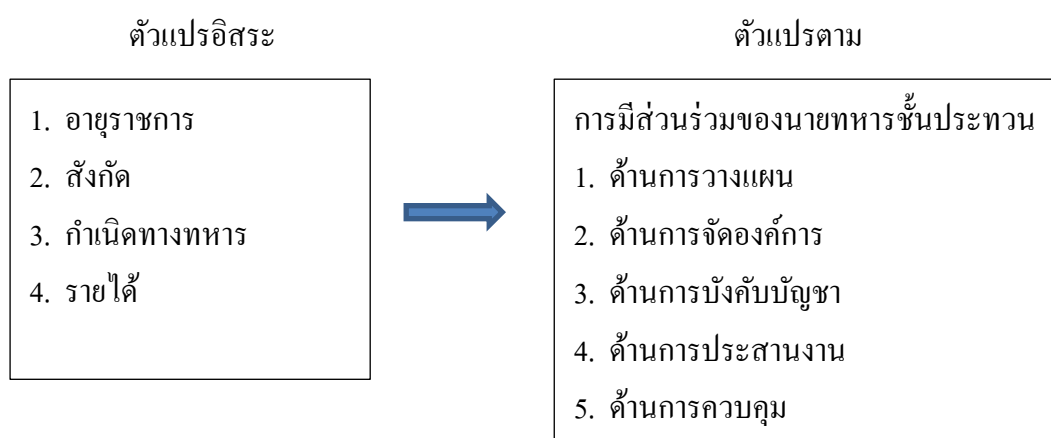 ตัวแปรอิสระ
1. อายุราชการ
2. สังกัด
3. กำเนิดทางทหาร
4. รายได้
ตัวแปรตาม
การมีส่วนร่วมของนายทหารชั้นประทวน
1. ด้านการวางแผน
2. ด้านการจัดองค์การ
3. ด้านการบังคับบัญชา
4. ด้านการประสานงาน
5. ด้านการควบคุม